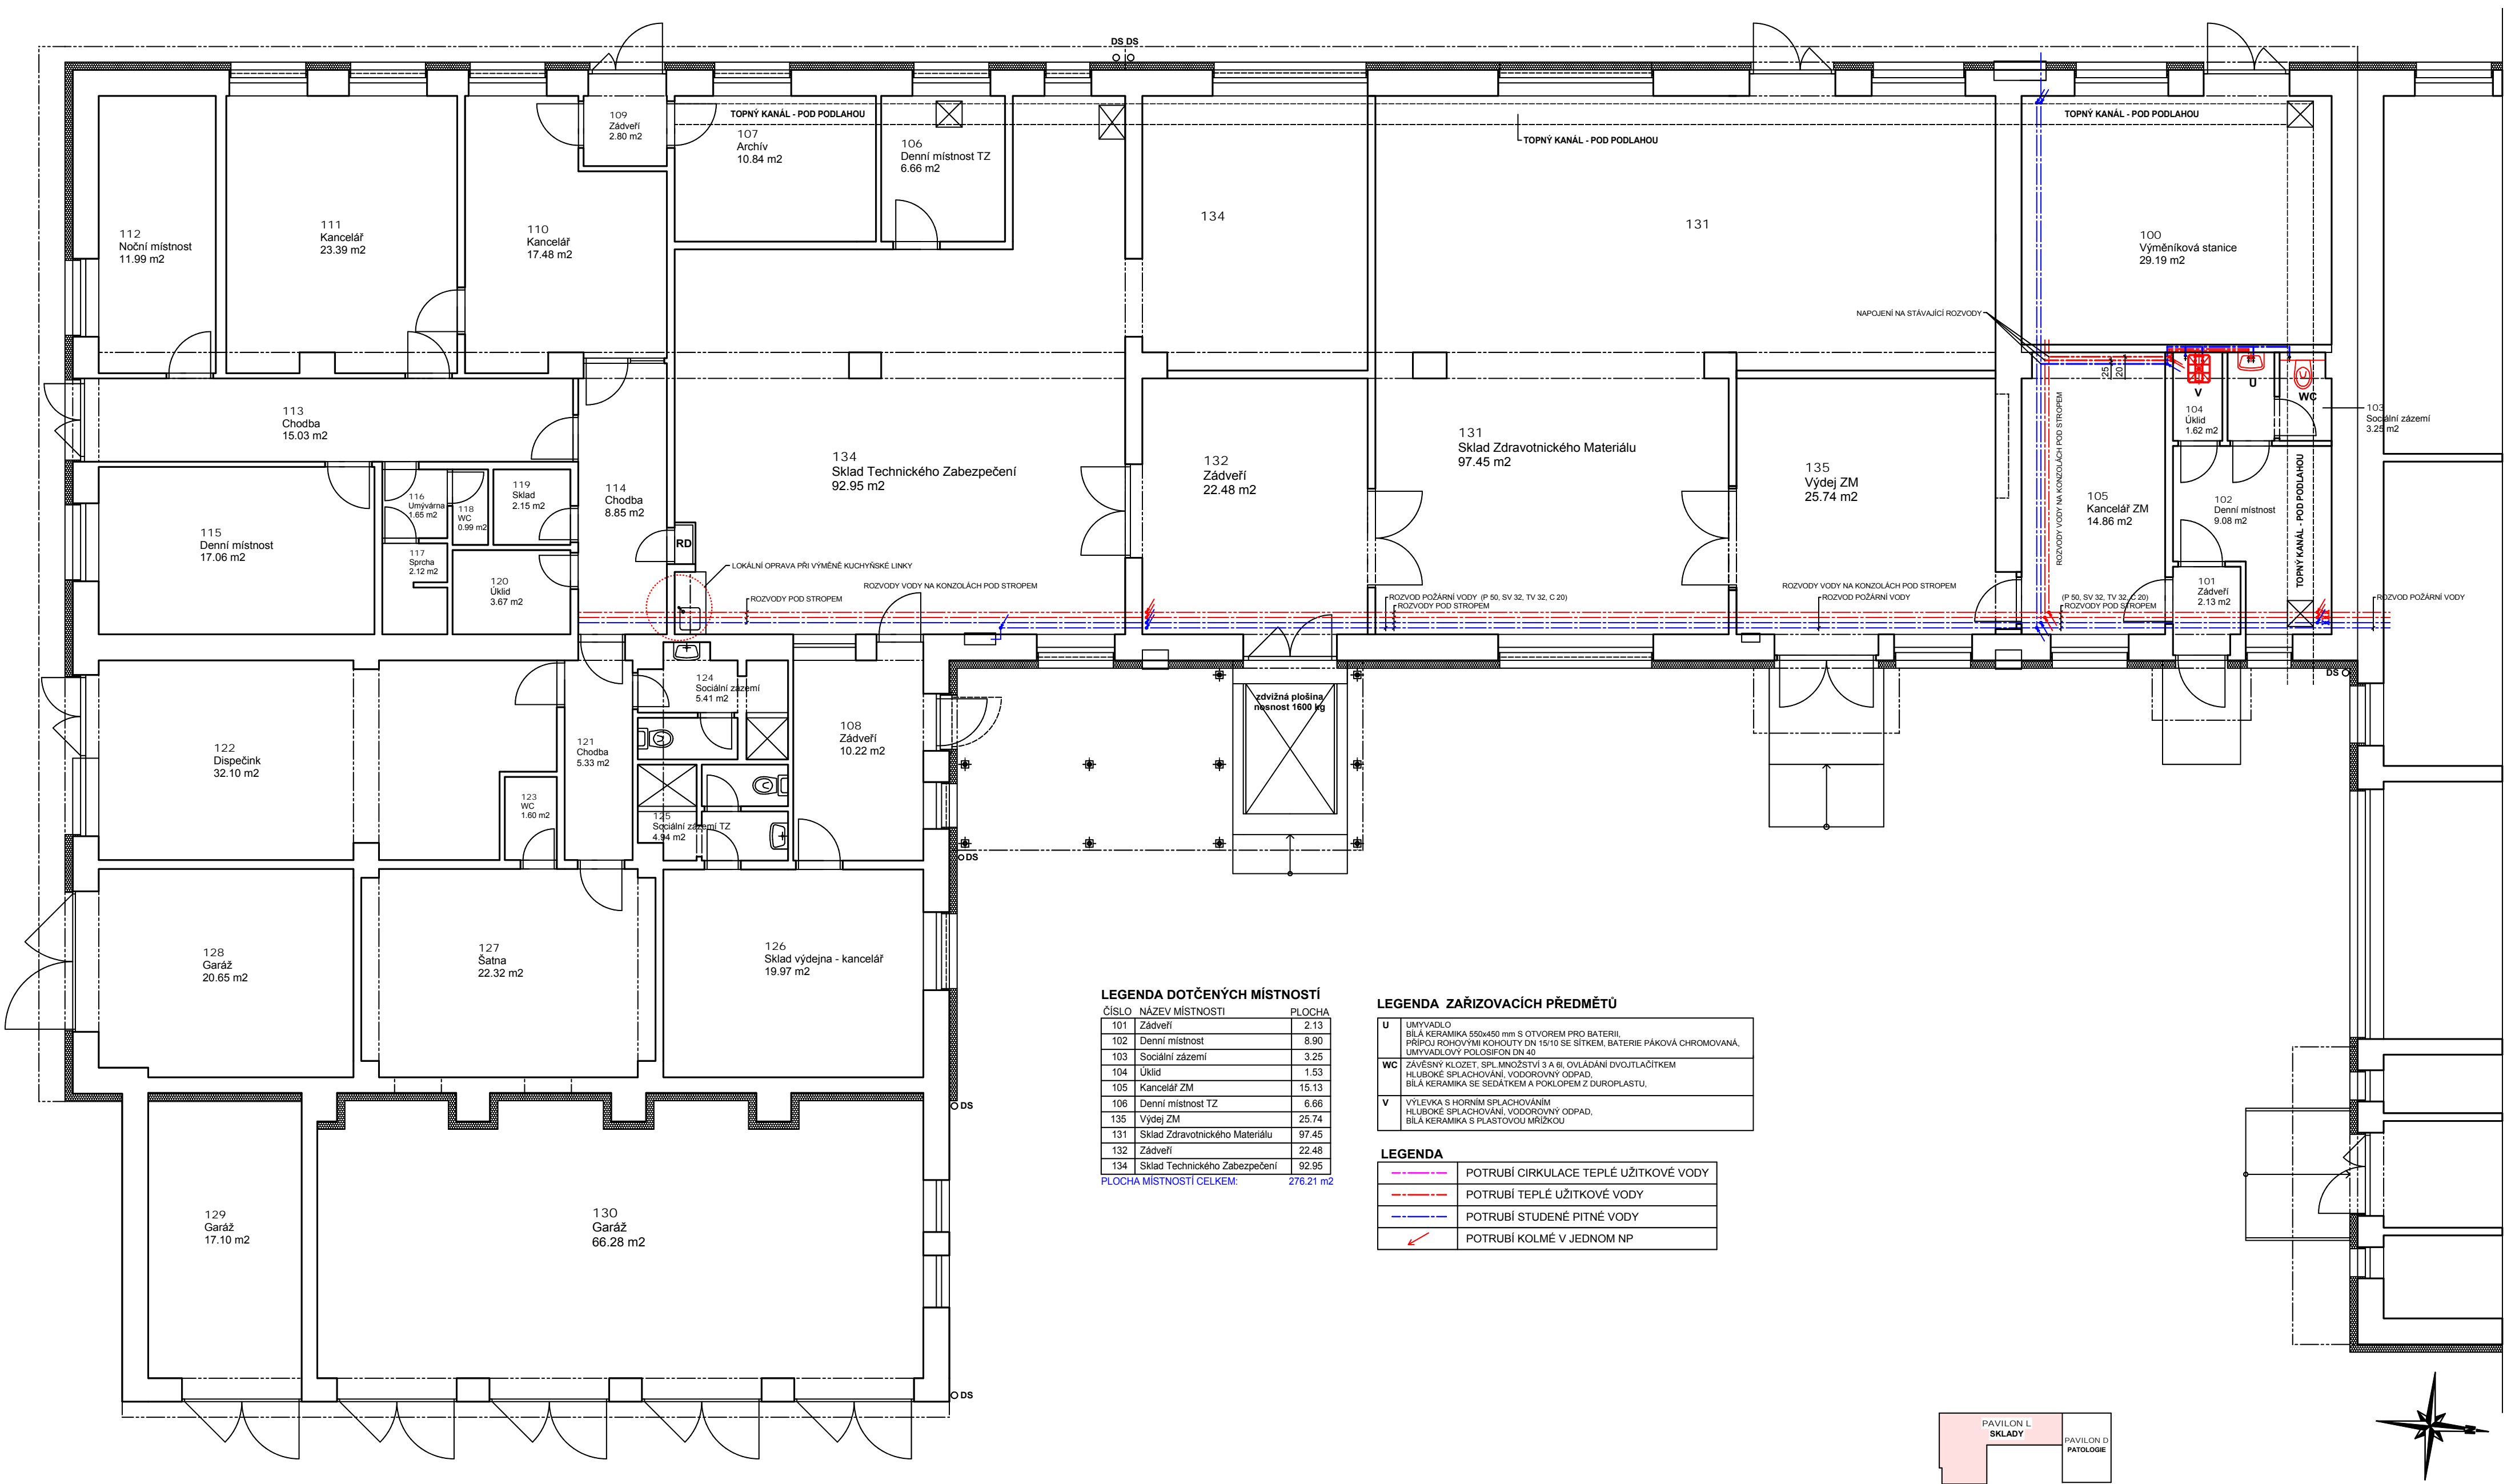 DS DS
109
Zádveří
2.80 m2
TOPNÝ KANÁL - POD PODLAHOU
107
Archív
10.84 m2
106
Denní místnost TZ
6.66 m2
TOPNÝ KANÁL - POD PODLAHOU
TOPNÝ KANÁL - POD PODLAHOU
112
Noční místnost
11.99 m2
111
Kancelář
23.39 m2
110
Kancelář
17.48 m2
134
131
100
Výměníková stanice
29.19 m2
NAPOJENÍ NA STÁVAJÍCÍ ROZVODY
25
20
V
U
WC
113
Chodba
15.03 m2
104
Úklid
1.62 m2
103
Sociální zázemí
3.25 m2
134
Sklad Technického Zabezpečení
92.95 m2
132
Zádveří
22.48 m2
131
Sklad Zdravotnického Materiálu
97.45 m2
135
Výdej ZM
25.74 m2
ROZVODY VODY NA KONZOLÁCH POD STROPEM
105
Kancelář ZM
14.86 m2
102
Denní místnost
9.08 m2
TOPNÝ KANÁL - POD PODLAHOU
115
Denní místnost
17.06 m2
116
Umývárna
1.65 m2
118
WC
0.99 m2
119
Sklad
2.15 m2
114
Chodba
8.85 m2
117
Sprcha
2.12 m2
120
Úklid
3.67 m2
RD
LOKÁLNÍ OPRAVA PŘI VÝMĚNĚ KUCHYŇSKÉ LINKY
ROZVODY VODY NA KONZOLÁCH POD STROPEM
ROZVODY POD STROPEM
ROZVOD POŽÁRNÍ VODY (P 50, SV 32, TV 32, C 20)
ROZVODY POD STROPEM
ROZVODY VODY NA KONZOLÁCH POD STROPEM
ROZVOD POŽÁRNÍ VODY
(P 50, SV 32, TV 32, C 20)
ROZVODY POD STROPEM
101
Zádveří
2.13 m2
ROZVOD POŽÁRNÍ VODY
DS
124
Sociální zázemí
5.41 m2
zdvižná plošina
nosnost 1600 kg
122
Dispečink
32.10 m2
121
Chodba
5.33 m2
108
Zádveří
10.22 m2
123
WC
1.60 m2
125
Sociální zázemí TZ
4.94 m2
DS
128
Garáž
20.65 m2
127
Šatna
22.32 m2
126
Sklad výdejna - kancelář
19.97 m2
DS
129
Garáž
17.10 m2
130
Garáž
66.28 m2
DS
LEGENDA DOTČENÝCH MÍSTNOSTÍ
ČÍSLO NÁZEV MÍSTNOSTI PLOCHA
101 Zádveří 2.13
102 Denní místnost 8.90
103 Sociální zázemí 3.25
104 Úklid 1.53
105 Kancelář ZM 15.13
106 Denní místnost TZ 6.66
135 Výdej ZM 25.74
131 Sklad Zdravotnického Materiálu 97.45
132 Zádveří 22.48
134 Sklad Technického Zabezpečení 92.95
PLOCHA MÍSTNOSTÍ CELKEM: 276.21 m2
LEGENDA ZAŘIZOVACÍCH PŘEDMĚTŮ
U UMYVADLO
BÍLÁ KERAMIKA 550x450 mm S OTVOREM PRO BATERII,
PŘÍPOJ ROHOVÝMI KOHOUTY DN 15/10 SE SÍTKEM, BATERIE PÁKOVÁ CHROMOVANÁ,
UMYVADLOVÝ POLOSIFON DN 40
WC ZÁVĚSNÝ KLOZET, SPL.MNOŽSTVÍ 3 A 6l, OVLÁDÁNÍ DVOJTLAČÍTKEM
HLUBOKÉ SPLACHOVÁNÍ, VODOROVNÝ ODPAD,
BÍLÁ KERAMIKA SE SEDÁTKEM A POKLOPEM Z DUROPLASTU,
V VÝLEVKA S HORNÍM SPLACHOVÁNÍM
HLUBOKÉ SPLACHOVÁNÍ, VODOROVNÝ ODPAD,
BÍLÁ KERAMIKA S PLASTOVOU MŘÍŽKOU
LEGENDA
POTRUBÍ CIRKULACE TEPLÉ UŽITKOVÉ VODY
POTRUBÍ TEPLÉ UŽITKOVÉ VODY
POTRUBÍ STUDENÉ PITNÉ VODY
POTRUBÍ KOLMÉ V JEDNOM NP
PAVILON L
SKLADY
PAVILON D
PATOLOGIE